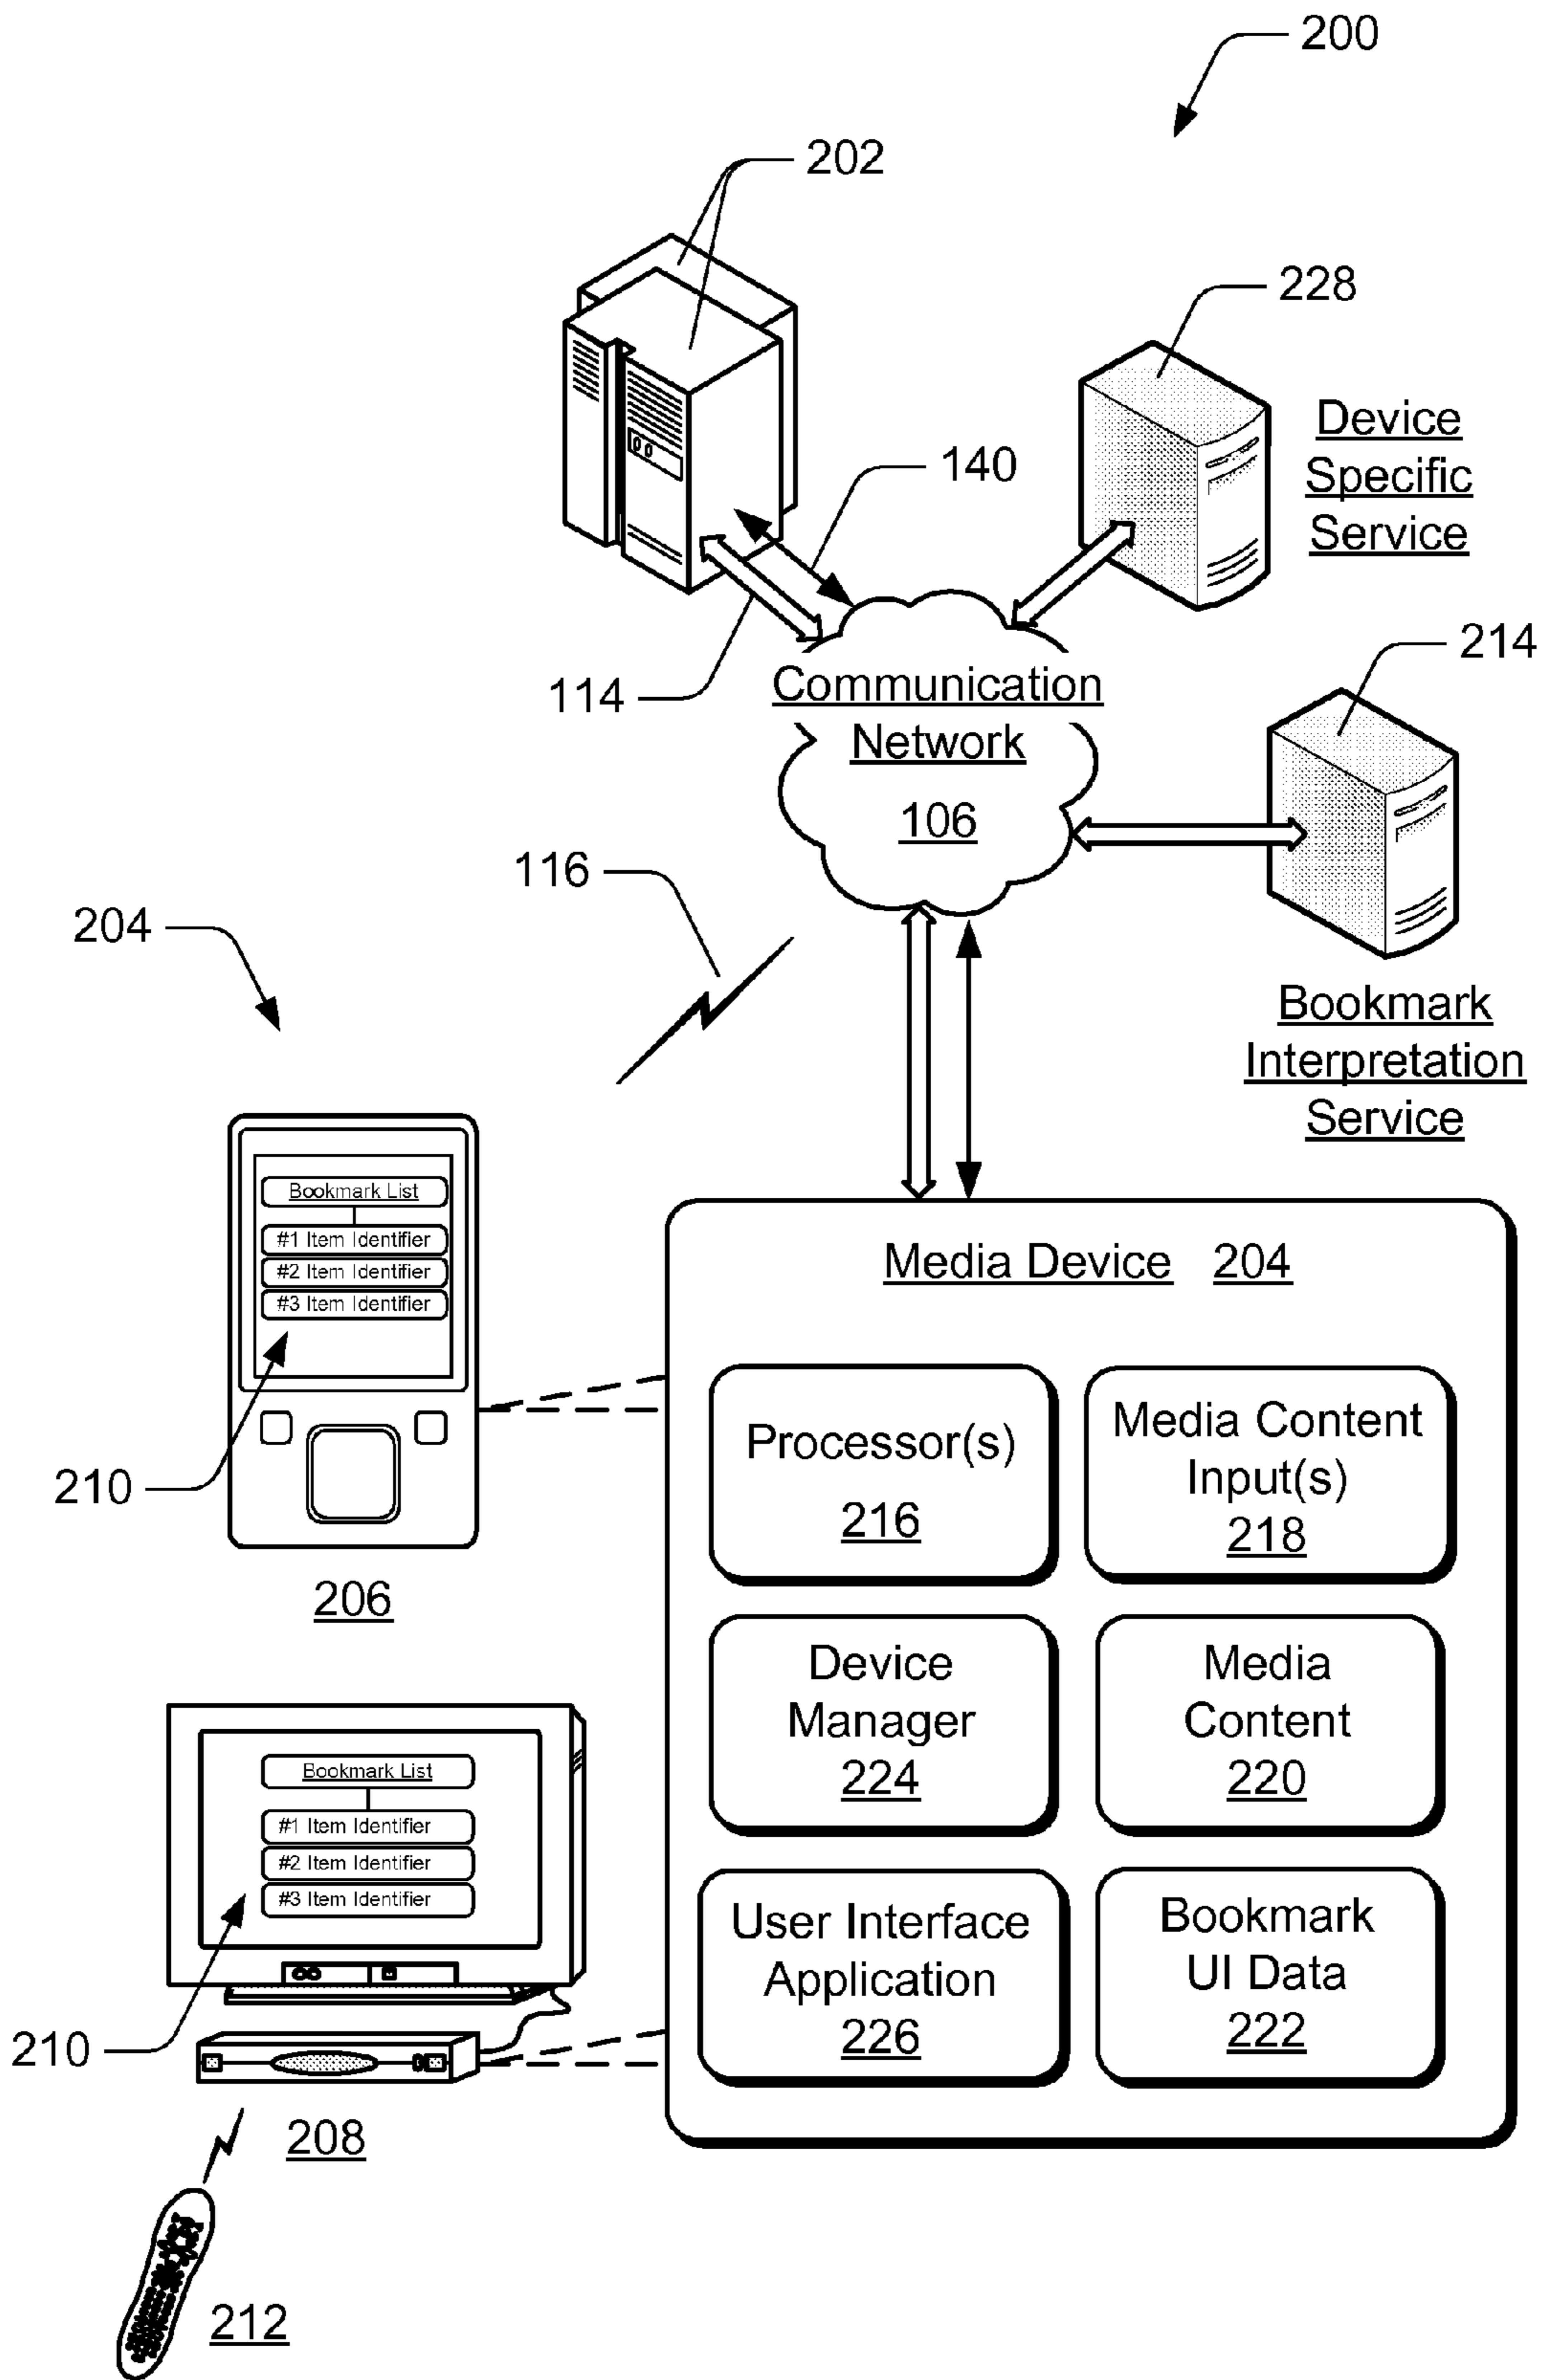 200
202
228
Device
Specific
Service
140
214
114
Communication
Network
106
116
204
Bookmark
Interpretation
Service
Bookmark List
#1 Item Identifier
#2 Item Identifier
#3 Item Identifier
210
206
Media Device 204
Processor(s)
216
Media Content
Input(s)
218
Device
Manager
224
Media
Content
220
User Interface
Application
226
Bookmark
UI Data
222
Bookmark List
#1 Item Identifier
#2 Item Identifier
#3 Item Identifier
210
208
212